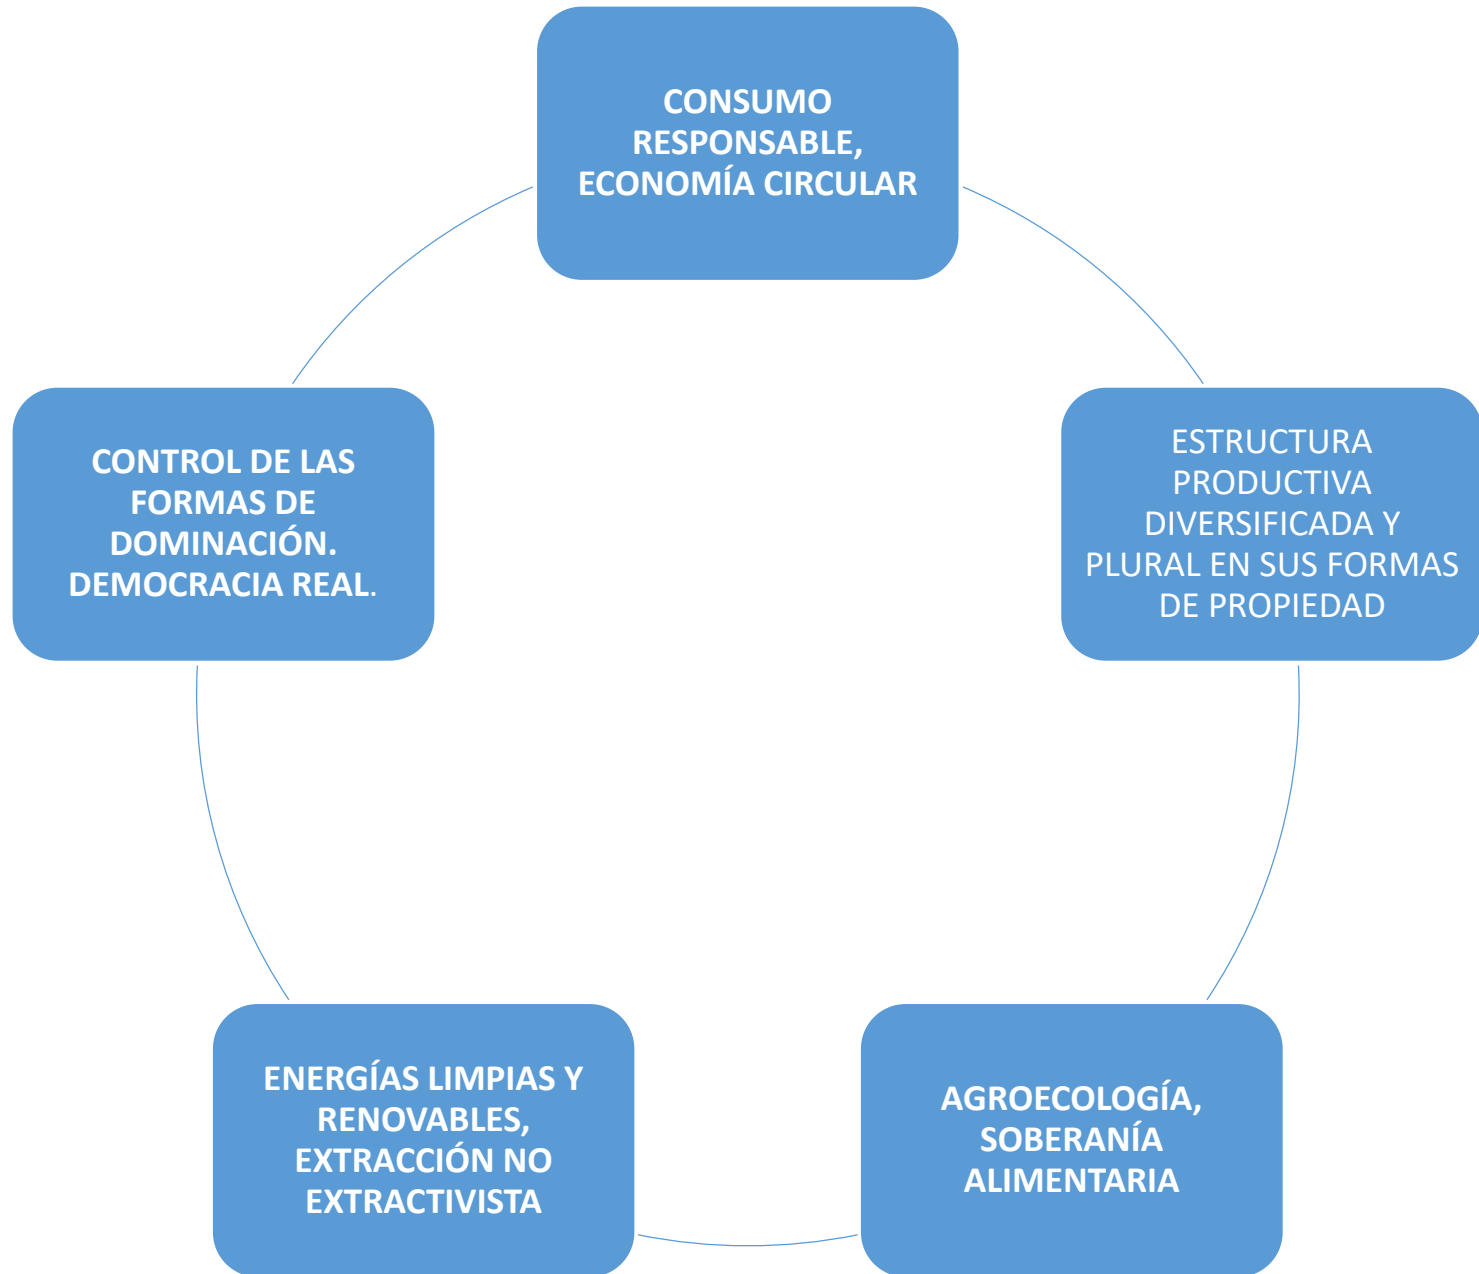 CONSUMO
RESPONSABLE,
ECONOMÍA CIRCULAR
ESTRUCTURA
PRODUCTIVA
DIVERSIFICADA Y
PLURAL EN SUS FORMAS
DE PROPIEDAD
AGROECOLOGÍA,
SOBERANÍA
ALIMENTARIA
ENERGÍAS LIMPIAS Y
RENOVABLES,
EXTRACCIÓN NO
EXTRACTIVISTA
CONTROL DE LAS
FORMAS DE
DOMINACIÓN.
DEMOCRACIA REAL.